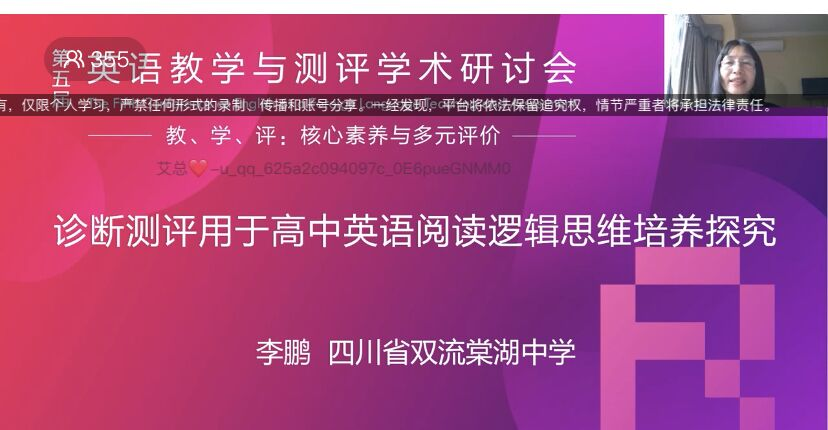 第五届
355
英语教学与测评学术研讨会
有，仅限个人学习，严禁任何形式的录制、传播和账号分享。一经发现，平台将依法保留追究权，情节严重者将承担法律责任。
教、学、评：核心素养与多元评价
艾总❤️-u_qq_625a2c094097c_0E6pueGNMM0
诊断测评用于高中英语阅读逻辑思维培养探究
李鹏 四川省双流棠湖中学